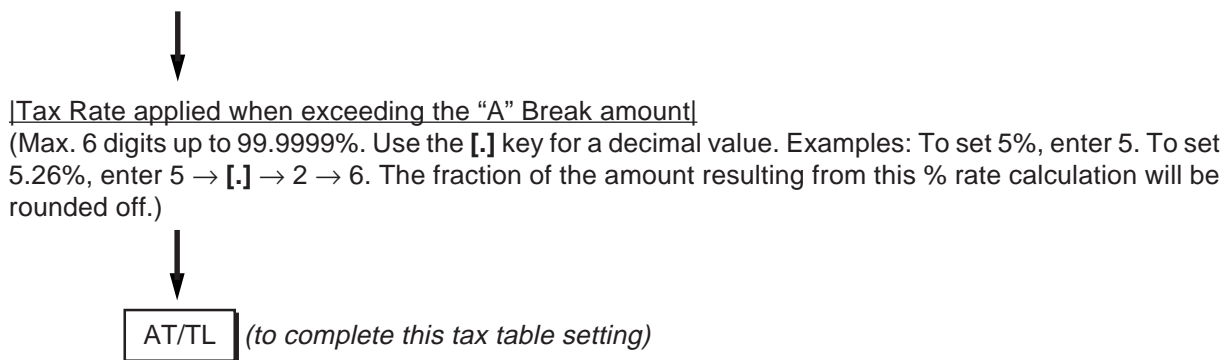 |Tax Rate applied when exceeding the “A” Break amount|
(Max. 6 digits up to 99.9999%. Use the [.] key for a decimal value. Examples: To set 5%, enter 5. To set
5.26%, enter 5 → [.] → 2 → 6. The fraction of the amount resulting from this % rate calculation will be
rounded off.)
AT/TL (to complete this tax table setting)